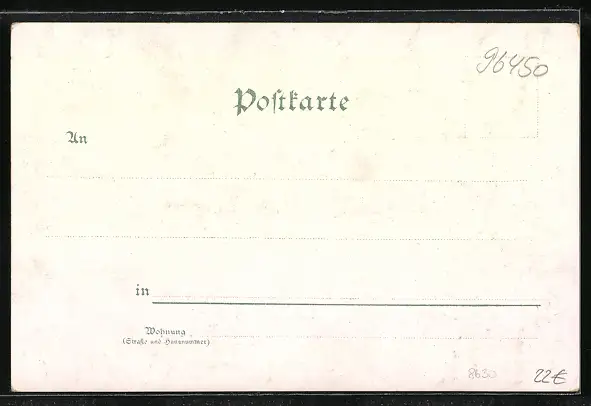 96450
Postkarte
An
in
Wohnung
(Straße und Hausnummer)
8630
22€